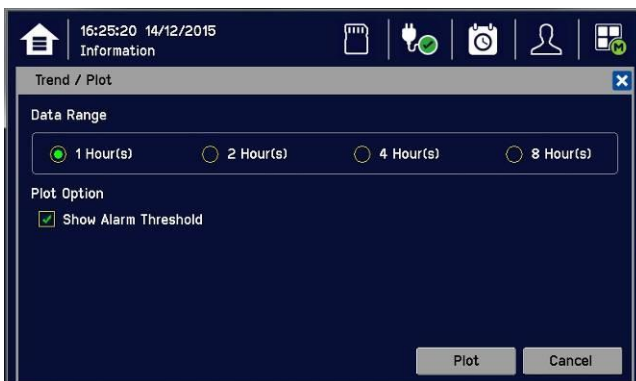 16:25:20 14/12/2015
Information
M
Trend / Plot
Data Range
1 Hour(s) 2 Hour(s) 4 Hour(s) 8 Hour(s)
Plot Option
Show Alarm Threshold
Plot Cancel